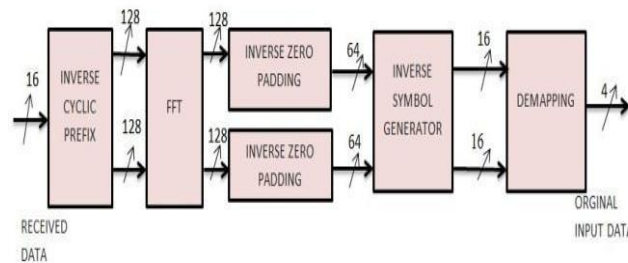 16
INVERSE
CYCLIC
PREFIX
128
128
FFT
128
128
INVERSE ZERO
PADDING
INVERSE ZERO
PADDING
64
64
INVERSE
SYMBOL
GENERATOR
16
16
DEMAPPING
4
RECEIVED
DATA
ORGINAL
INPUT DATA